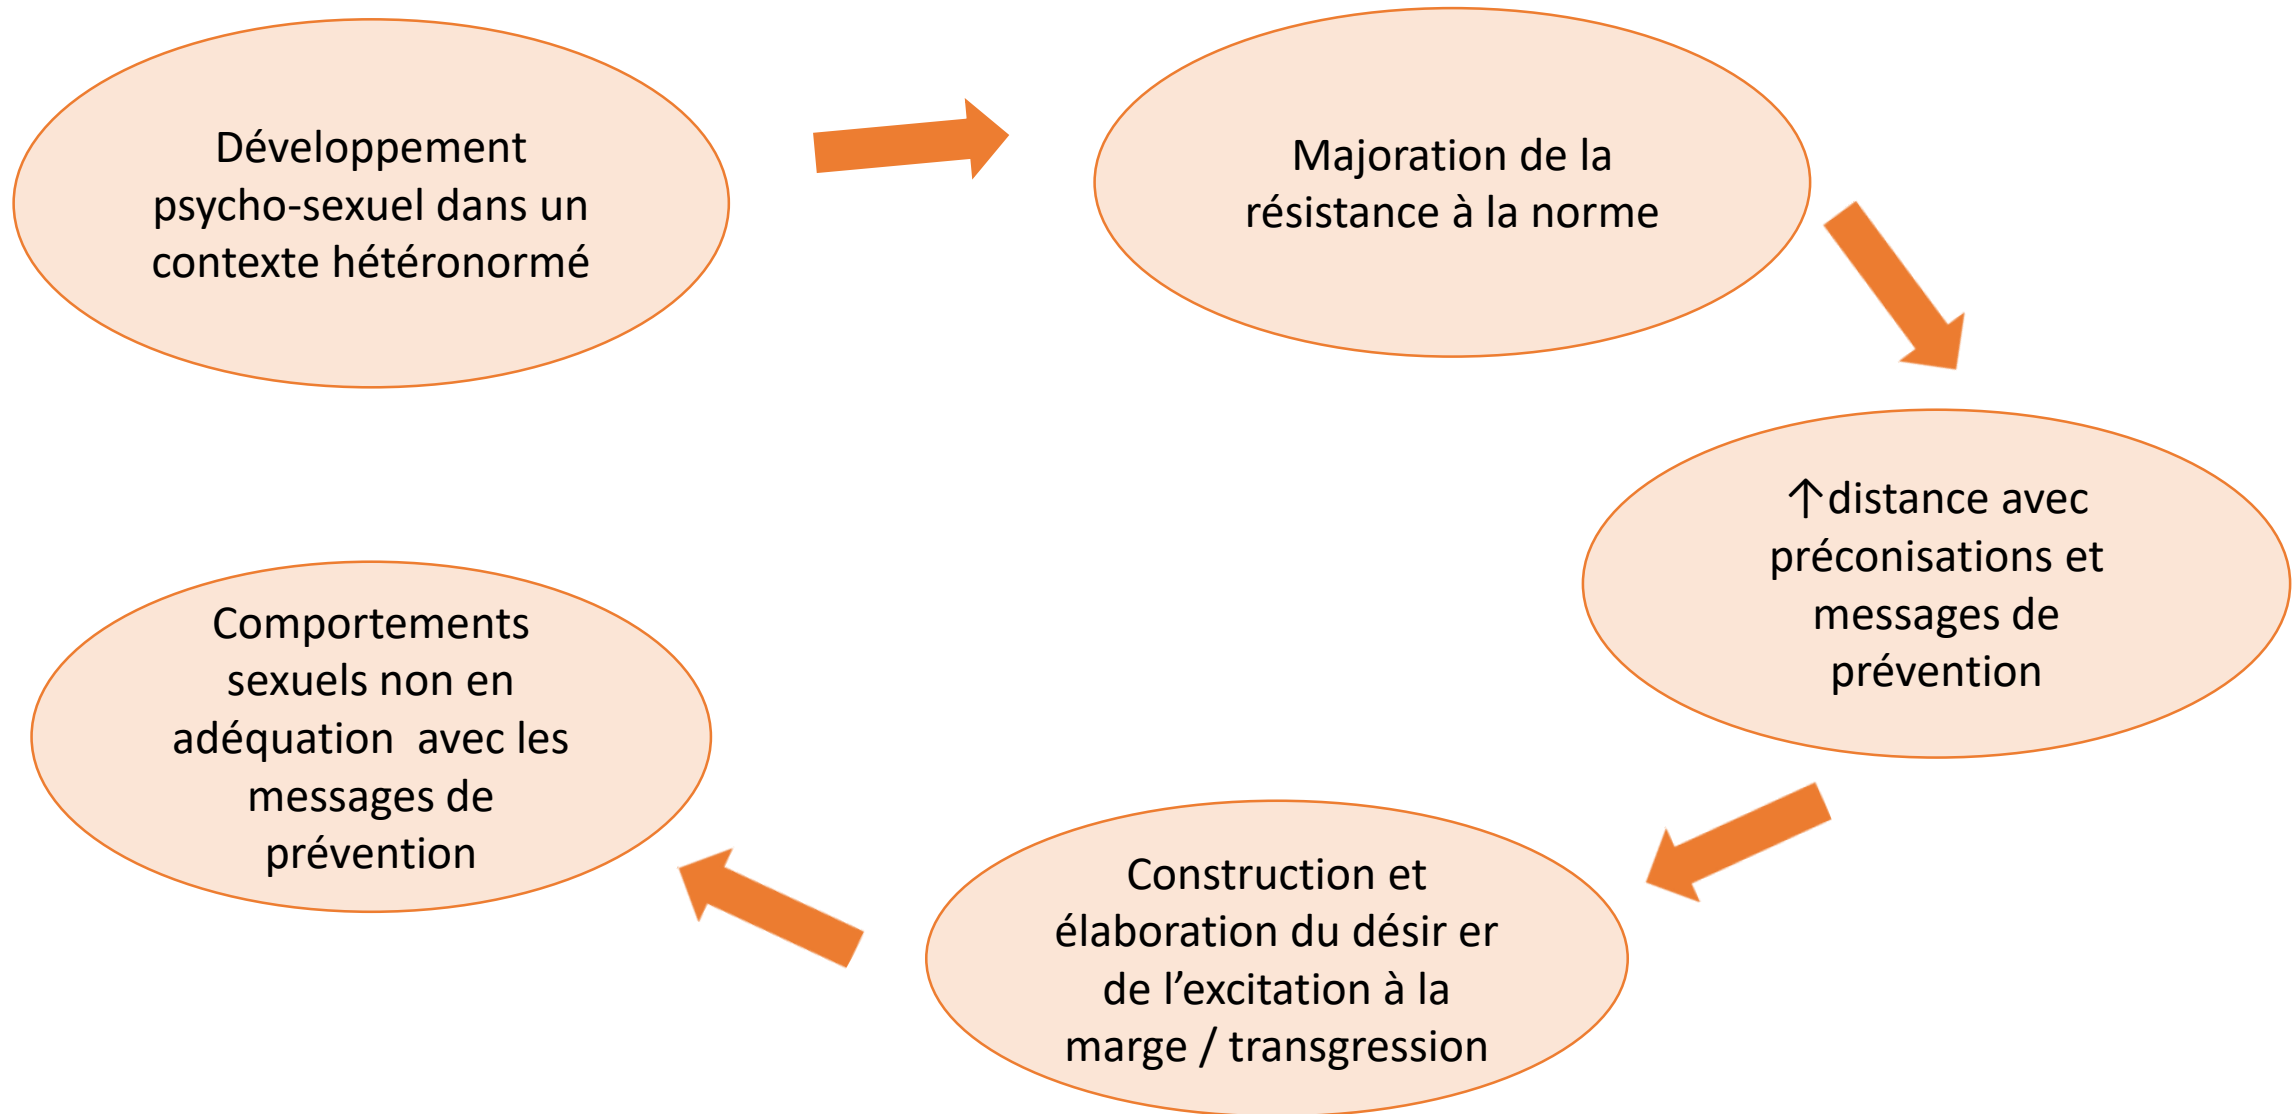 Développement
psycho-sexuel dans un
contexte hétéronormé
Majoration de la
résistance à la norme
↑distance avec
préconisations et
messages de
prévention
Construction et
élaboration du désir er
de l’excitation à la
marge / transgression
Comportements
sexuels non en
adéquation  avec les
messages de
prévention